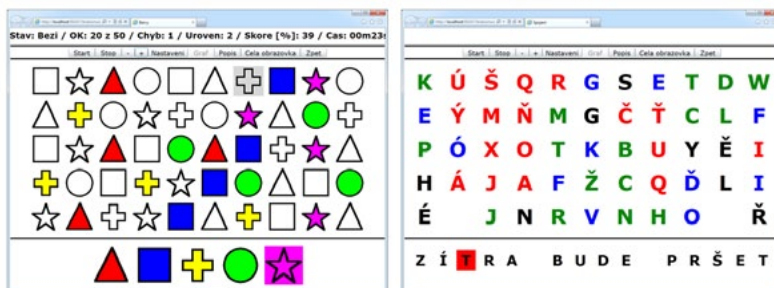 Stav: Bezi / OK: 20 z 50 / Chyb: 1 / Uroven: 2 / Skore [%]: 39 / Cas: 00m23s
Start Stop - + Nastaveni Graf Popis Cela obrazovka Zpet
Start Stop - + Nastaveni Graf Popis Cela obrazovka Zpet
K Ú Š Q R G S E T D W
E Ý M Ň M G Č Ť C L F
P Ó X O T K B U Y Ě I
H Á J A F Ž C Q Ď L I
É J N R V N H O Ř
Z Í T R A B U D E P R Š E T